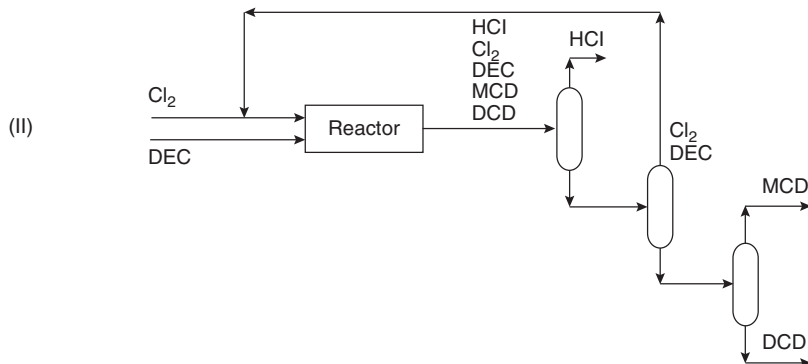 (II)
Cl₂
DEC
Reactor
HCl
Cl₂
DEC
MCD
DCD
HCl
Cl₂
DEC
MCD
DCD